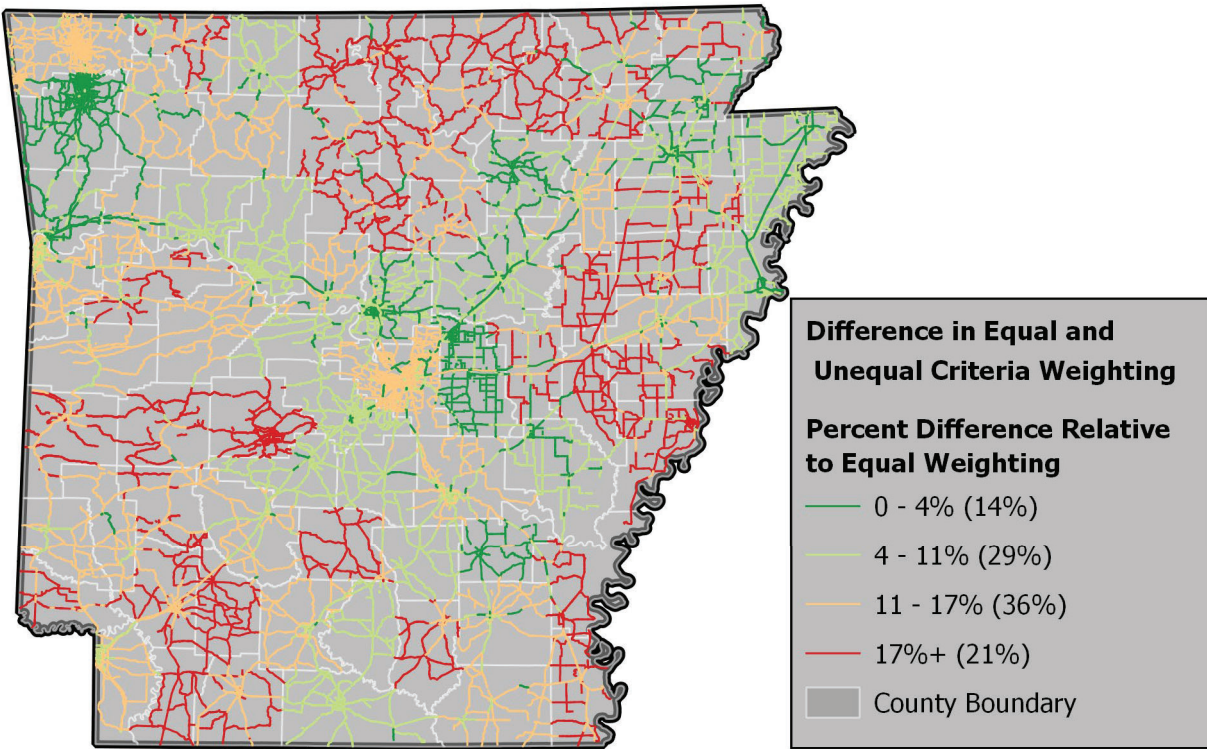 Difference in Equal and
Unequal Criteria Weighting
Percent Difference Relative
to Equal Weighting
0 - 4% (14%)
4 - 11% (29%)
11 - 17% (36%)
17%+ (21%)
County Boundary